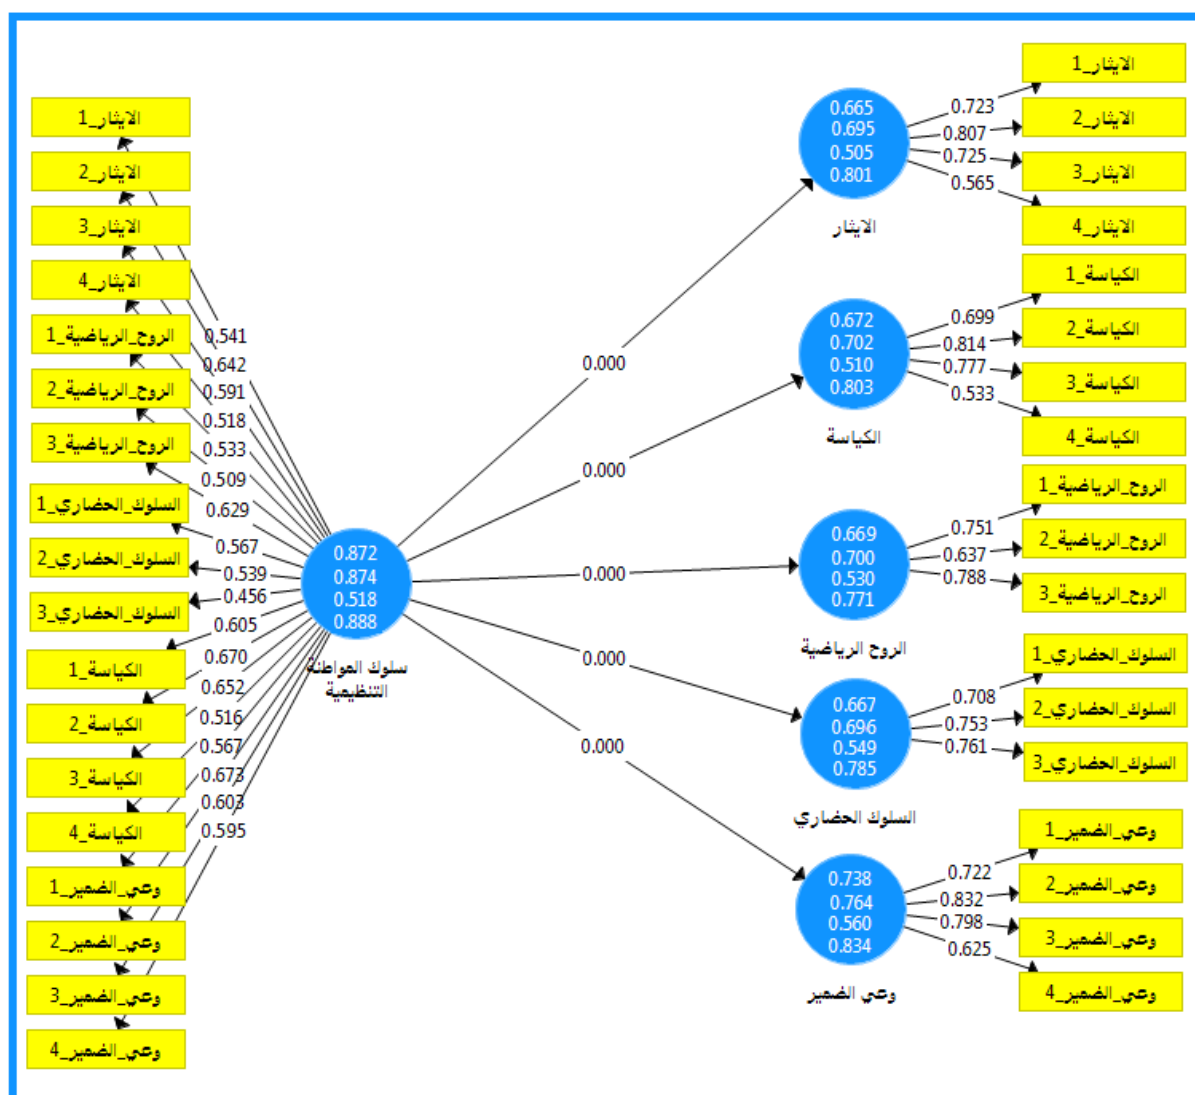 الايثار_1
الايثار_2
الايثار_3
الايثار_4
الروح_الرياضية_1
الروح_الرياضية_2
الروح_الرياضية_3
السلوك_الحضاري_1
السلوك_الحضاري_2
السلوك_الحضاري_3
الكياسة_1
الكياسة_2
الكياسة_3
الكياسة_4
وعي_الضمير_1
وعي_الضمير_2
وعي_الضمير_3
وعي_الضمير_4
0.541
0.642
0.591
0.518
0.533
0.509
0.629
0.567
0.539
0.456
0.605
0.670
0.652
0.516
0.567
0.673
0.603
0.595
0.872
0.874
0.518
0.888
سلوك المواطنة
التنظيمية
0.000
0.000
0.000
0.000
0.000
0.665
0.695
0.505
0.801
الايثار
0.723
0.807
0.725
0.565
الايثار_1
الايثار_2
الايثار_3
الايثار_4
0.672
0.702
0.510
0.803
الكياسة
0.699
0.814
0.777
0.533
الكياسة_1
الكياسة_2
الكياسة_3
الكياسة_4
0.669
0.700
0.530
0.771
الروح الرياضية
0.751
0.637
0.788
الروح_الرياضية_1
الروح_الرياضية_2
الروح_الرياضية_3
0.667
0.696
0.549
0.785
السلوك الحضاري
0.708
0.753
0.761
السلوك_الحضاري_1
السلوك_الحضاري_2
السلوك_الحضاري_3
0.738
0.764
0.560
0.834
وعي الضمير
0.722
0.832
0.798
0.625
وعي_الضمير_1
وعي_الضمير_2
وعي_الضمير_3
وعي_الضمير_4